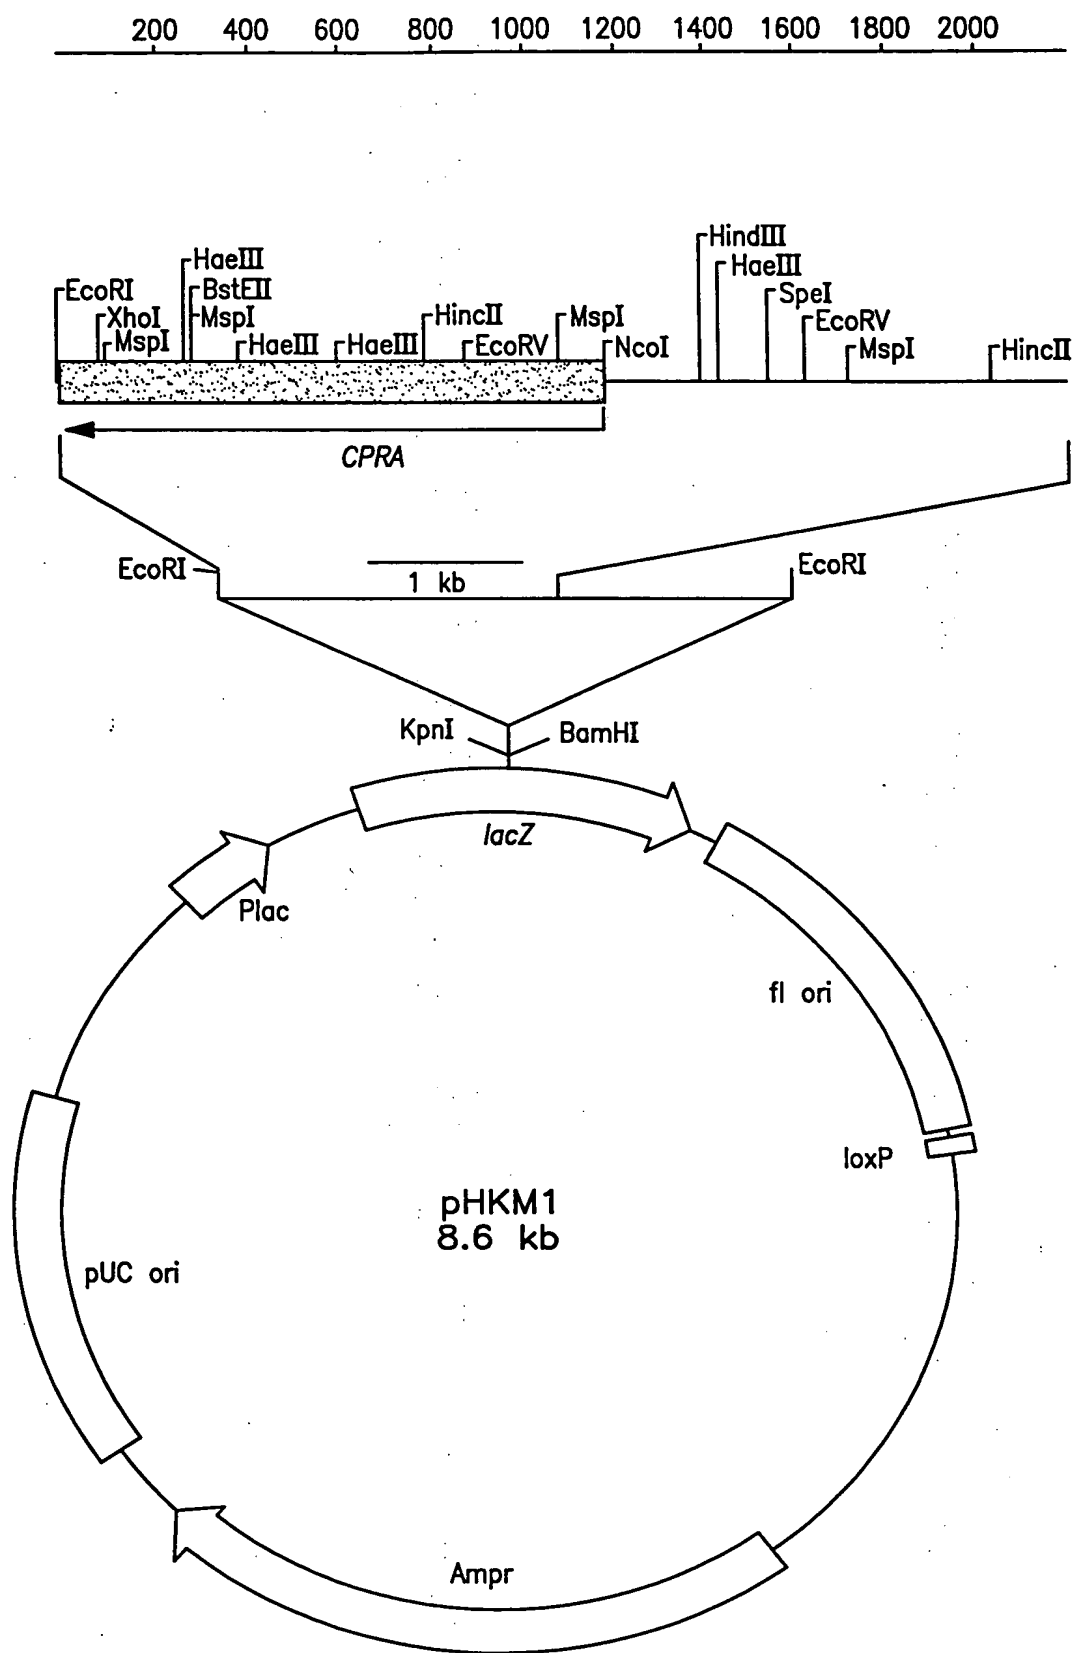 200 400 600 800 1000 1200 1400 1600 1800 2000
HindIII
HaeIII HaeIII
EcoRI BstEII SpeI
XhoI MspI HincII MspI EcoRV
MspI HaeIII HaeIII EcoRV NcoI MspI HincII
CPRA
EcoRI 1 kb EcoRI
KpnI BamHI
lacZ
Plac
fI ori
loxP
pHKM1
8.6 kb
pUC ori
Ampr